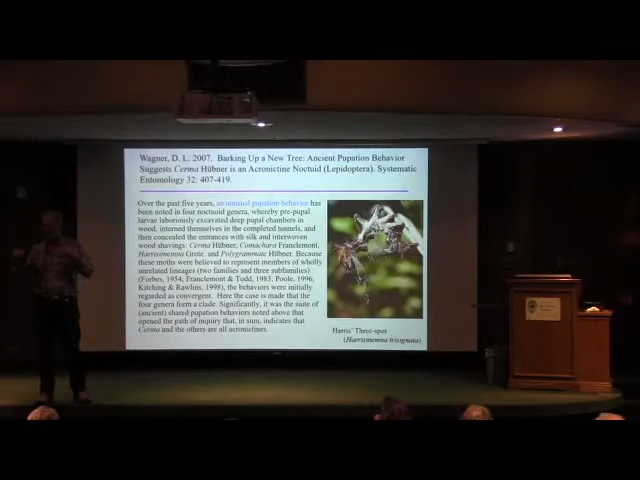 Wagner, D. L. 2007. Barking Up a New Tree: Ancient Pupation Behavior
Suggests Cerma Hübner is an Acronictine Noctuid (Lepidoptera). Systematic
Entomology 32: 407-419.
Over the past five years, an unusual pupation behavior has
been noted in four noctuoid genera, whereby pre-pupal
larvae laboriously excavated deep pupal chambers in
wood, interned themselves in the completed tunnels, and
then concealed the entrances with silk and interwoven
wood shavings: Cerma Hübner, Comachara Franclemont,
Harrisimemna Grote, and Polygrammate Hübner. Because
these moths were believed to represent members of wholly
unrelated lineages (two families and three subfamilies)
(Forbes, 1954; Franclemont & Todd, 1983; Poole, 1996,
Kitching & Rawlins, 1998), the behaviors were initially
regarded as convergent. Here the case is made that the
four genera form a clade. Significantly, it was the suite of
(ancient) shared pupation behaviors noted above that
opened the path of inquiry that, in sum, indicates that
Cerma and the others are all acronictines.
Harris' Three-spot
(Harrisimemna trisignata)